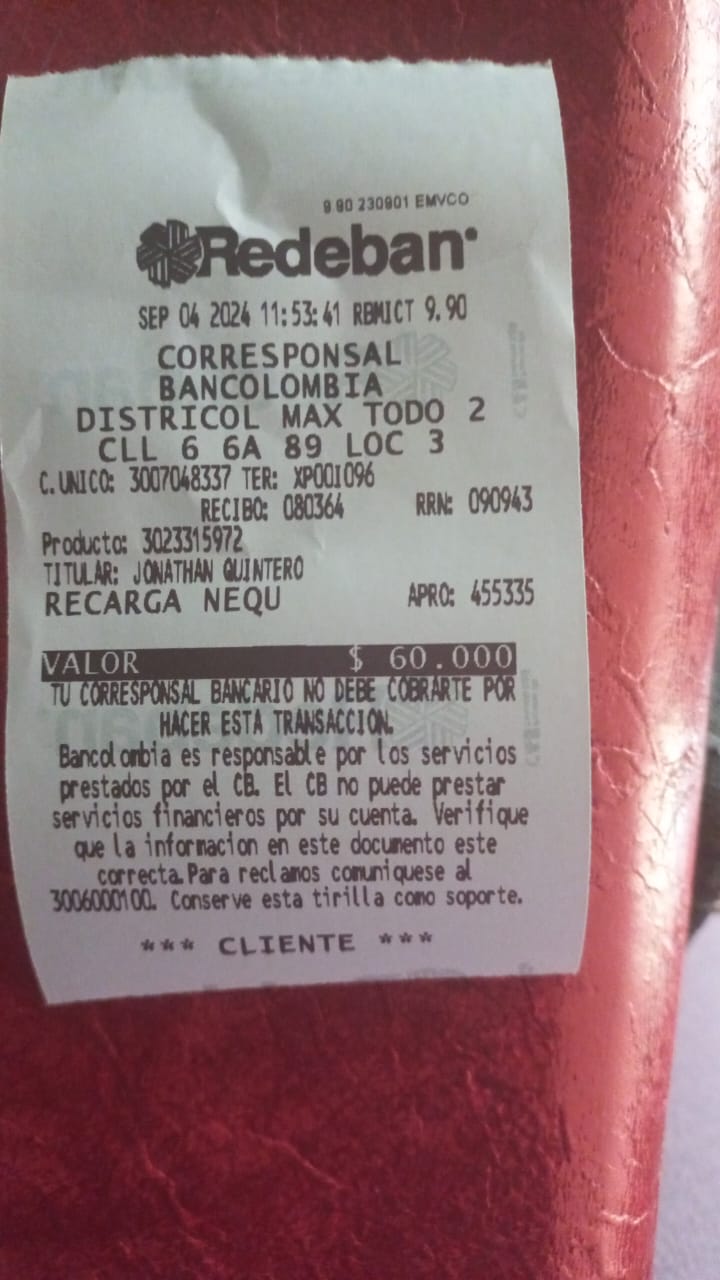 9.90 230901 EMVCO
Redeban
SEP 04 2024 11:53:41 RBMICT 9.90
CORRESPONSAL
BANCOLOMBIA
DISTRICOL MAX TODO 2
CLL 6 6A 89 LOC 3
C.UNICO: 3007048337 TER: XP00I096
RECIBO: 080364 RRN: 090943
Producto: 3023315972
TITULAR: JONATHAN QUINTERO
RECARGA NEQU APRO: 455335
VALOR $ 60.000
TU CORRESPONSAL BANCARIO NO DEBE COBRARTE POR
HACER ESTA TRANSACCION.
Bancolombia es responsable por los servicios
prestados por el CB. El CB no puede prestar
servicios financieros por su cuenta. Verifique
que la informacion en este documento este
correcta.Para reclamos comuniquese al
3006000100. Conserve esta tirilla como soporte.
*** CLIENTE ***